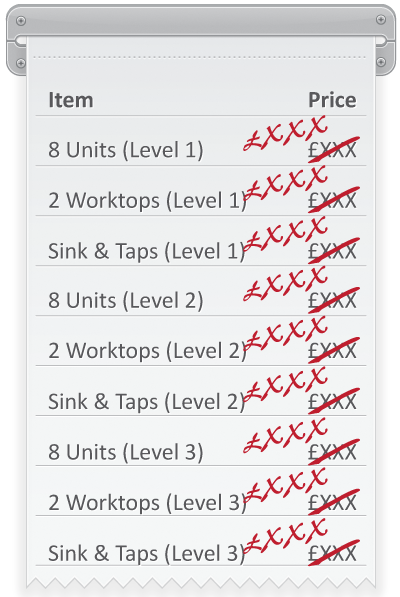 Item Price
£XXX
8 Units (Level 1) £XXX
£XXX
2 Worktops (Level 1) £XXX
£XXX
Sink & Taps (Level 1) £XXX
£XXX
8 Units (Level 2) £XXX
£XXX
2 Worktops (Level 2) £XXX
£XXX
Sink & Taps (Level 2) £XXX
£XXX
8 Units (Level 3) £XXX
£XXX
2 Worktops (Level 3) £XXX
£XXX
Sink & Taps (Level 3) £XXX